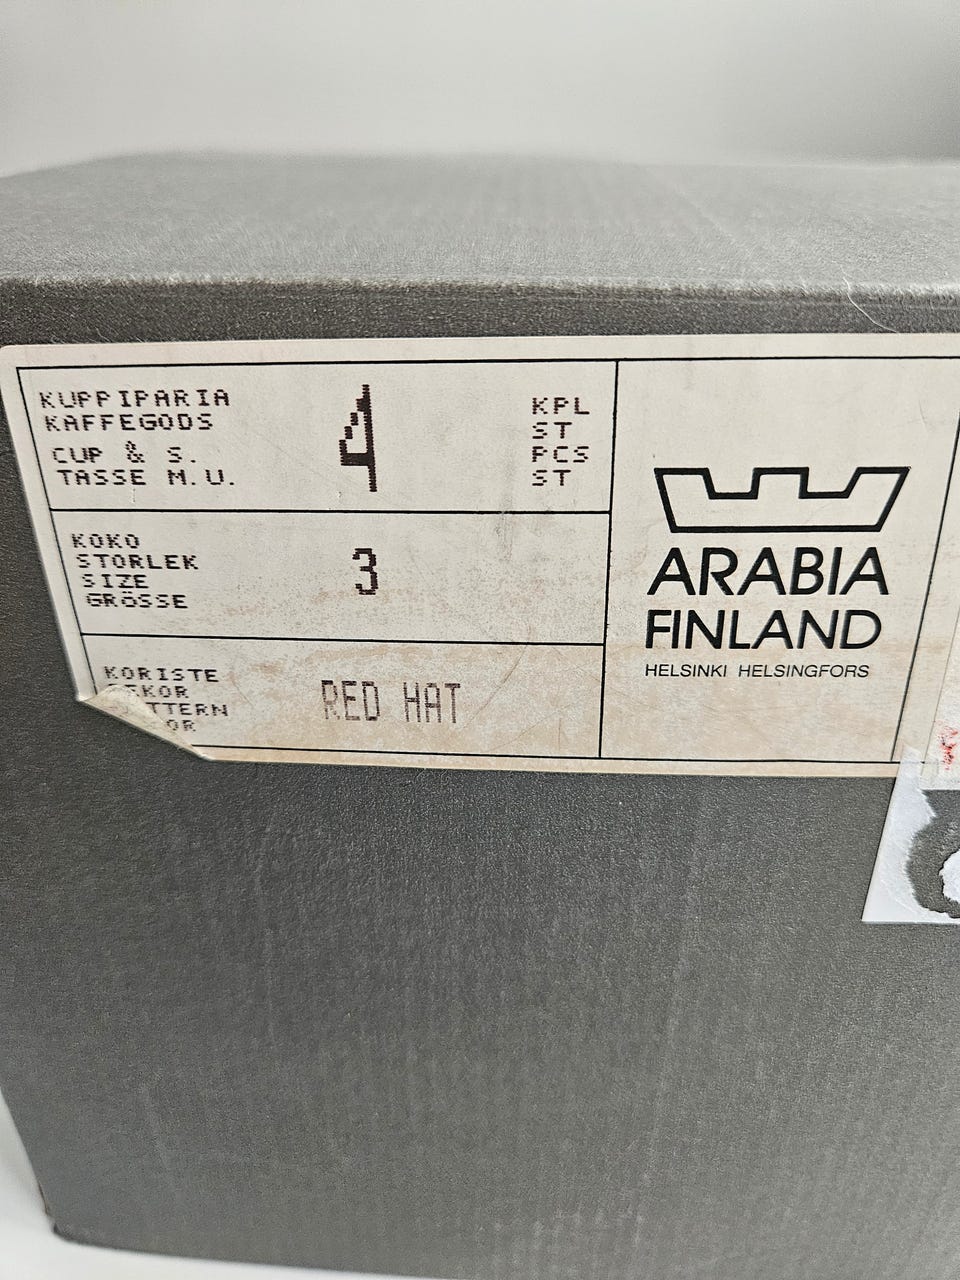 KUPPIPARIA
KAFFEGODS
CUP & S.
TASSE M.U.
4
KPL
ST
PCS
ST
KOKO
STORLEK
SIZE
GRÖSSE
3
KORISTE
RED HAT
ARABIA
FINLAND
HELSINKI HELSINGFORS